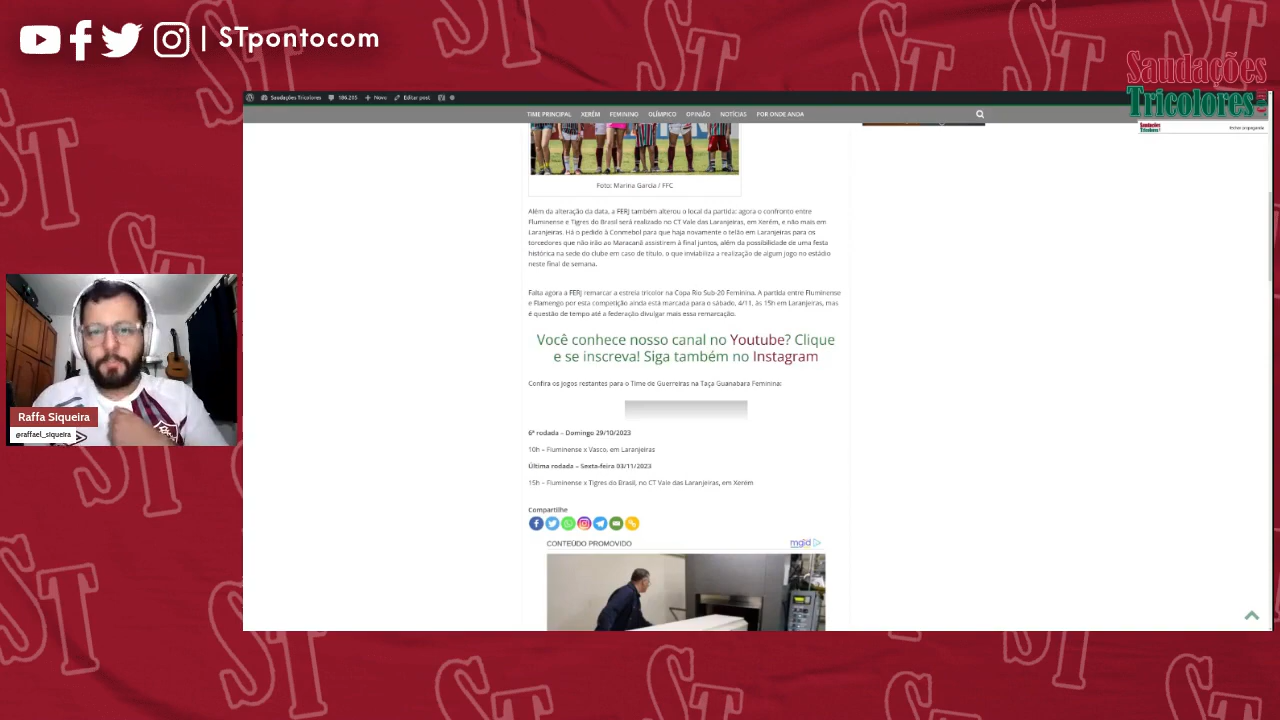 | STpontocom
Saudações
Tricolores
Saudações Tricolores 186.215 Novo Editar post
TIME PRINCIPAL XERÉM FEMININO OLÍMPICO OPINIÃO NOTÍCIAS POR ONDE ANDA
Foto: Marina Garcia / FFC
Além da alteração da data, a FERJ também alterou o local da partida: agora o confronto entre
Fluminense e Tigres do Brasil será realizado no CT Vale das Laranjeiras, em Xerém, e não mais em
Laranjeiras. Há o pedido à Conmebol para que haja novamente o telão em Laranjeiras para os
torcedores que não irão ao Maracanã assistirem à final juntos, além da possibilidade de uma festa
histórica na sede do clube em caso de título, o que inviabiliza a realização de algum jogo no estádio
neste final de semana.
Falta agora a FERJ remarcar a estreia tricolor na Copa Rio Sub-20 Feminina. A partida entre Fluminense
e Flamengo por esta competição ainda está marcada para o sábado, 4/11, às 15h em Laranjeiras, mas
é questão de tempo até a federação divulgar mais essa remarcação.
Você conhece nosso canal no Youtube? Clique
e se inscreva! Siga também no Instagram
Confira os jogos restantes para o Time de Guerreiras na Taça Guanabara Feminina:
6ª rodada – Domingo 29/10/2023
10h – Fluminense x Vasco, em Laranjeiras
Última rodada – Sexta-feira 03/11/2023
15h – Fluminense x Tigres do Brasil, no CT Vale das Laranjeiras, em Xerém
Compartilhe
CONTEÚDO PROMOVIDO mgid
Raffa Siqueira
@raffael_siqueira